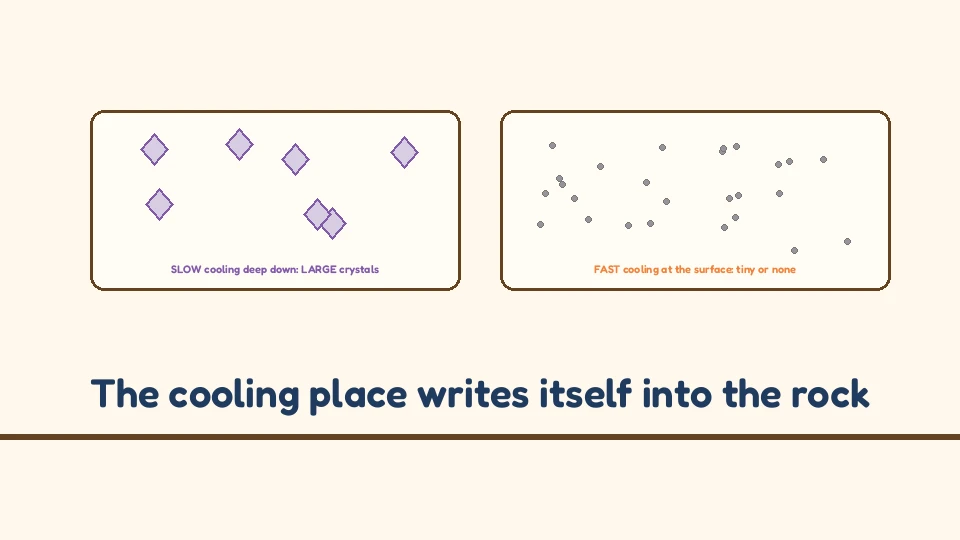 SLOW cooling deep down: LARGE crystals
FAST cooling at the surface: tiny or none
The cooling place writes itself into the rock